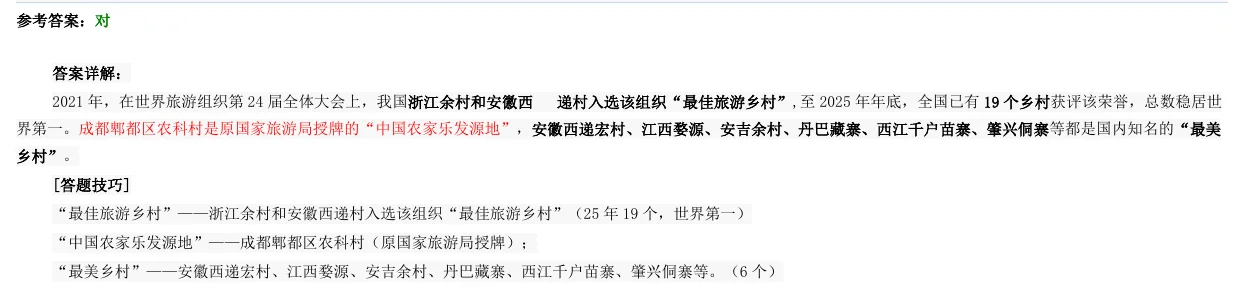 参考答案：对
答案详解：
2021 年，在世界旅游组织第 24 届全体大会上，我国浙江余村和安徽西 递村入选该组织“最佳旅游乡村”,至 2025 年年底，全国已有 19 个乡村获评该荣誉，总数稳居世
界第一。成都郫都区农科村是原国家旅游局授牌的“中国农家乐发源地”，安徽西递宏村、江西婺源、安吉余村、丹巴藏寨、西江千户苗寨、肇兴侗寨等都是国内知名的“最美
乡村”。
[答题技巧]
“最佳旅游乡村”——浙江余村和安徽西递村入选该组织“最佳旅游乡村”（25 年 19 个，世界第一）
“中国农家乐发源地”——成都郫都区农科村（原国家旅游局授牌）；
“最美乡村”——安徽西递宏村、江西婺源、安吉余村、丹巴藏寨、西江千户苗寨、肇兴侗寨等。（6 个）